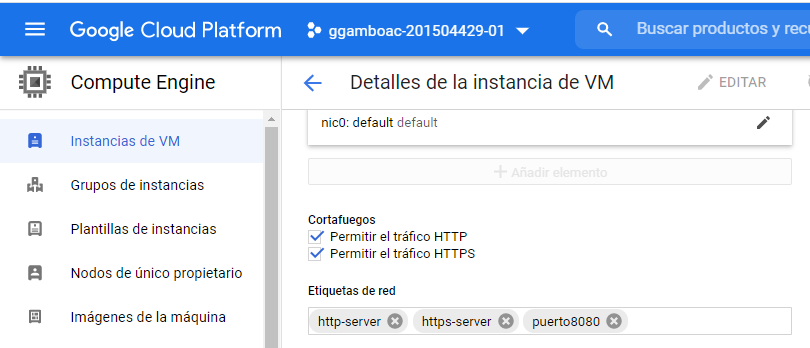 Google Cloud Platform
ggamboac-201504429-01
Buscar productos y recu
Compute Engine
Detalles de la instancia de VM
EDITAR
Instancias de VM
Grupos de instancias
Plantillas de instancias
Nodos de único propietario
Imágenes de la máquina
nic0: default default
Añadir elemento
Cortafuegos
Permitir el tráfico HTTP
Permitir el tráfico HTTPS
Etiquetas de red
http-server
https-server
puerto8080